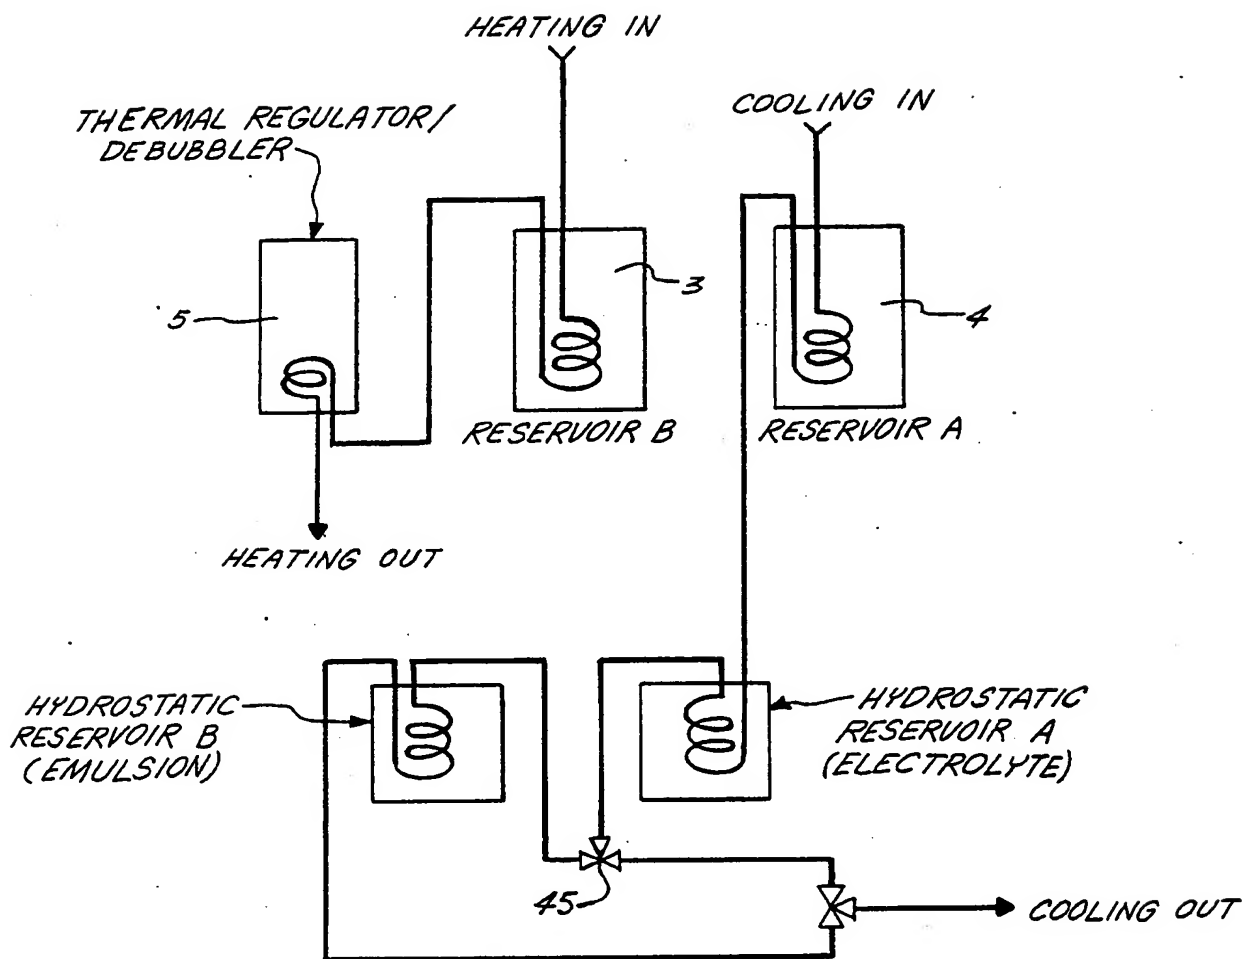 HEATING IN
COOLING IN
THERMAL REGULATOR/
DEBUBBLER
3
5
4
RESERVOIR B
RESERVOIR A
HEATING OUT
HYDROSTATIC
RESERVOIR B
(EMULSION)
HYDROSTATIC
RESERVOIR A
(ELECTROLYTE)
45
COOLING OUT